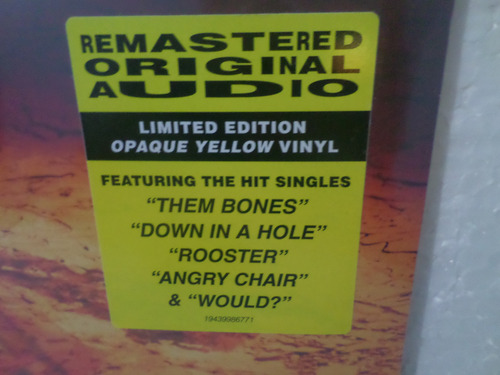 REMASTERED
ORIGINAL
AUDIO
LIMITED EDITION
OPAQUE YELLOW VINYL
FEATURING THE HIT SINGLES
“THEM BONES”
“DOWN IN A HOLE”
“ROOSTER”
“ANGRY CHAIR”
& “WOULD?”
19439986771